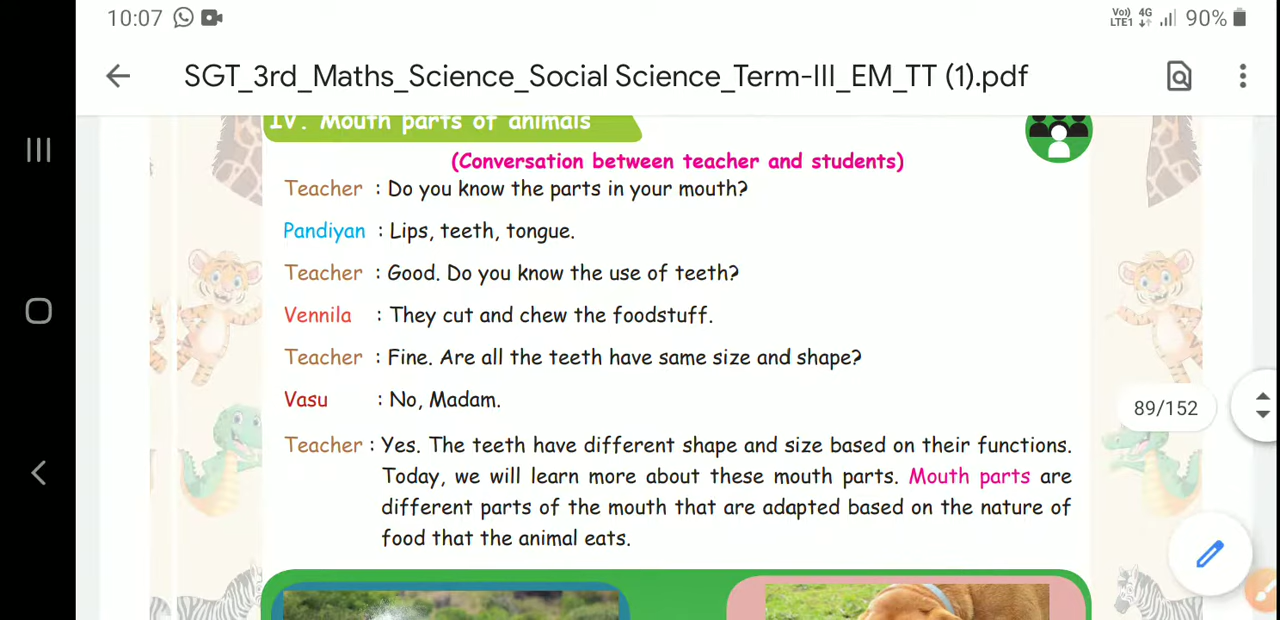 10:07
Vo)) 4G
LTE1
90%
SGT_3rd_Maths_Science_Social Science_Term-III_EM_TT (1).pdf
IV. Mouth parts of animals
(Conversation between teacher and students)
Teacher : Do you know the parts in your mouth?
Pandiyan : Lips, teeth, tongue.
Teacher : Good. Do you know the use of teeth?
Vennila : They cut and chew the foodstuff.
Teacher : Fine. Are all the teeth have same size and shape?
Vasu : No, Madam.
Teacher : Yes. The teeth have different shape and size based on their functions.
Today, we will learn more about these mouth parts. Mouth parts are
different parts of the mouth that are adapted based on the nature of
food that the animal eats.
89/152